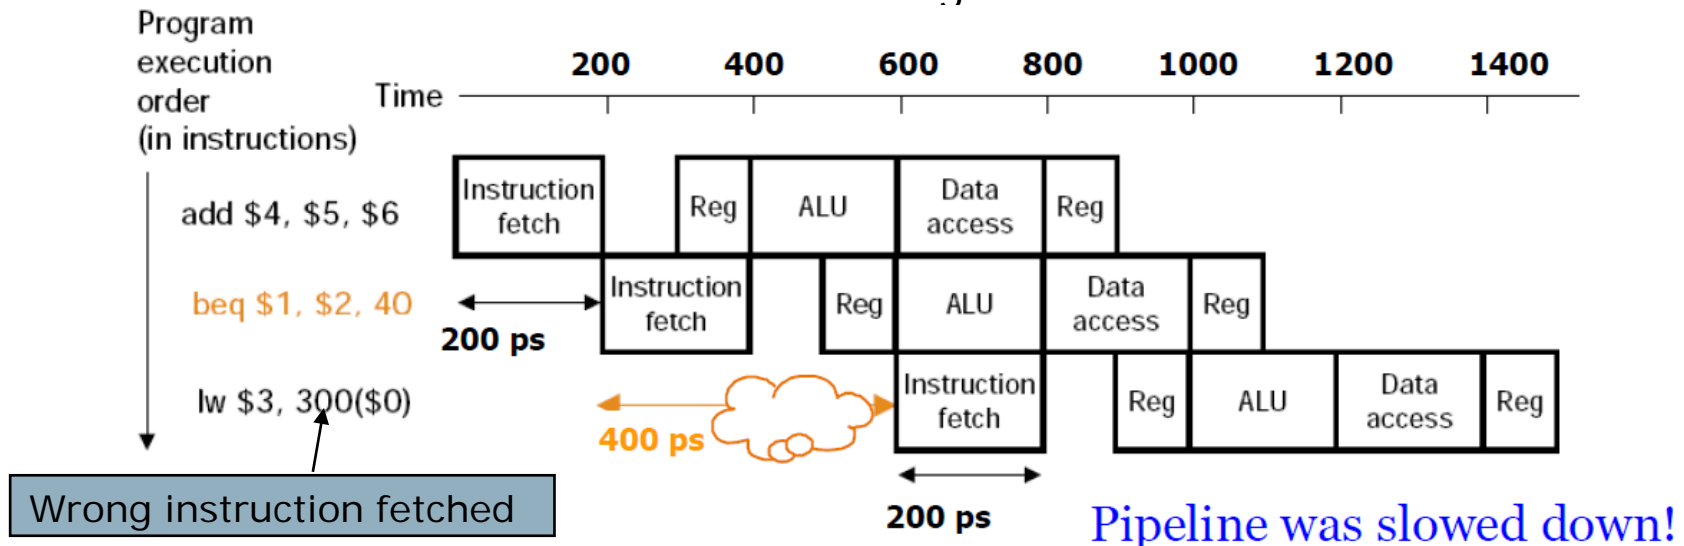 Program
execution
order
(in instructions)
Time
200 400 600 800 1000 1200 1400
add $4, $5, $6
Instruction
fetch
Reg
ALU
Data
access
Reg
beq $1, $2, 40
200 ps
Instruction
fetch
Reg
ALU
Data
access
Reg
lw $3, 300($0)
400 ps
Instruction
fetch
Reg
ALU
Data
access
Reg
200 ps
Wrong instruction fetched
Pipeline was slowed down!